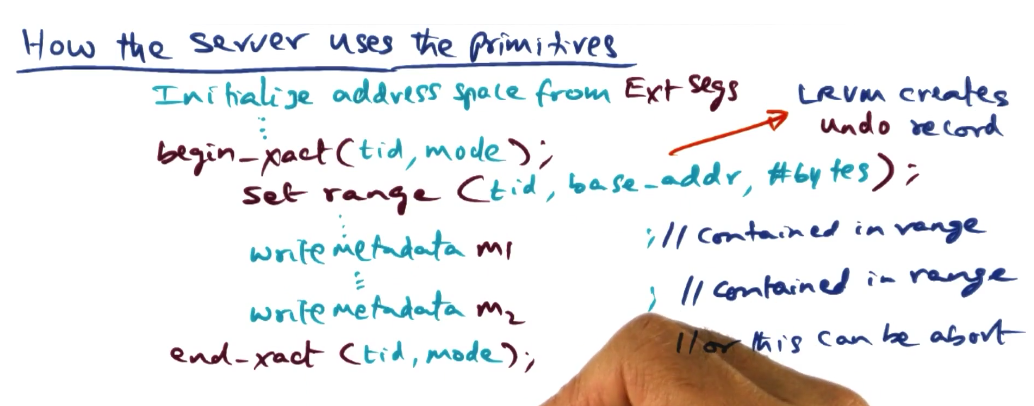 How the server uses the primitives
Initialize address space from Ext segs
LRVM creates
undo record
begin_xact(tid, mode);
set range (tid, base_addr, #bytes);
write metadata m1 ; // contained in range
write metadata m2 ; // contained in range
end_xact (tid, mode); // or this can be abort